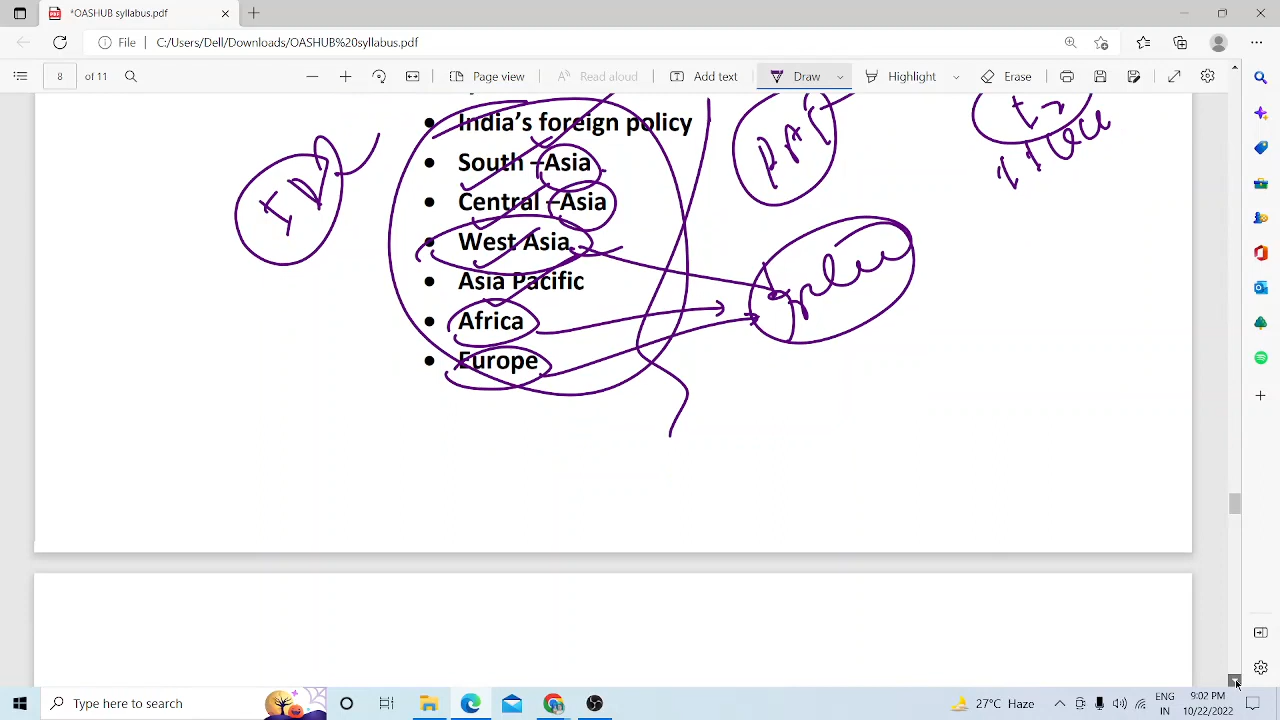 *OASHUB syllabus.pdf
File
C:/Users/Dell/Downloads/OASHUB%20syllabus.pdf
8 of 11
Page view
Read aloud
Add text
Draw
Highlight
Erase
• India's foreign policy
• South –Asia
• Central –Asia
• West Asia
• Asia Pacific
• Africa
• Europe
Type here to search
27°C Haze
ENG
IN
9:02 PM
10/22/2022